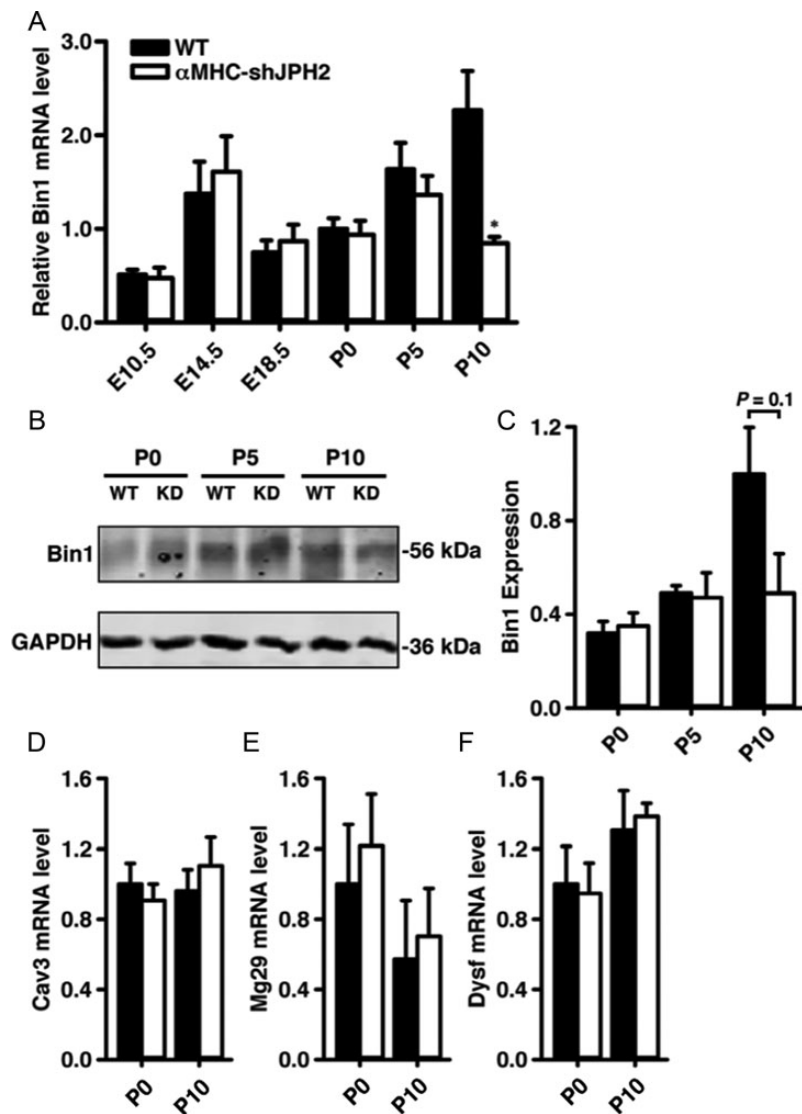 A
Relative Bin1 mRNA level
3.0
2.0
1.0
0.0
WT
αMHC-shJPH2
*
E10.5
E14.5
E18.5
P0
P5
P10
B
P0 P5 P10
WT KD WT KD WT KD
Bin1
-56 kDa
GAPDH
-36 kDa
C
Bin1 Expression
1.2
0.8
0.4
0.0
P = 0.1
P0
P5
P10
D
Cav3 mRNA level
1.6
1.2
0.8
0.4
0.0
P0
P10
E
Mg29 mRNA level
1.6
1.2
0.8
0.4
0.0
P0
P10
F
Dysf mRNA level
1.6
1.2
0.8
0.4
0.0
P0
P10